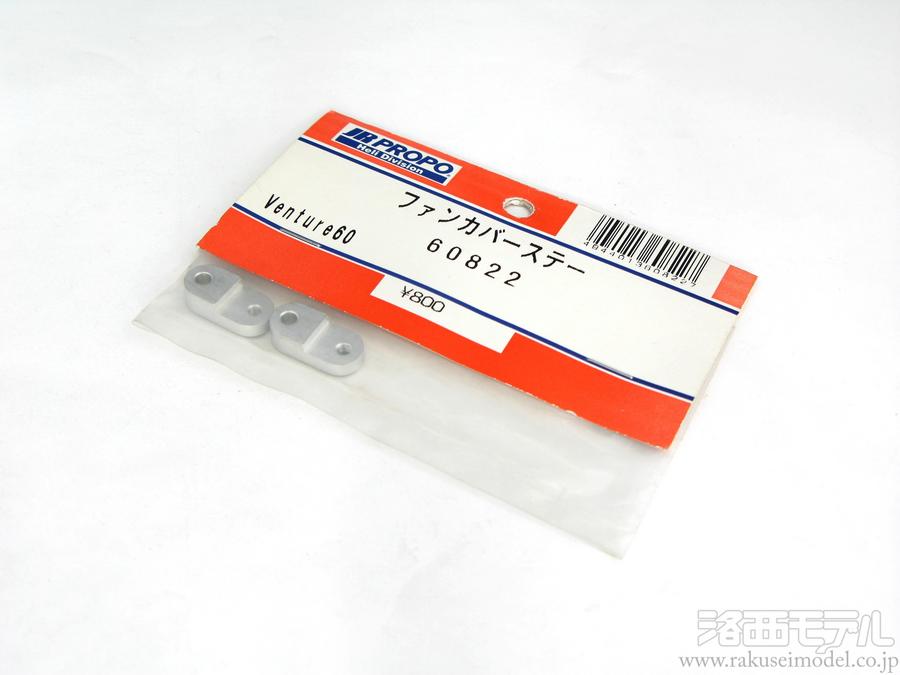 JR PROPO
Heli Division
ファンカバーステー
Venture60
60822
4944013608227
¥800
洛西モデル
www.rakuseimodel.co.jp